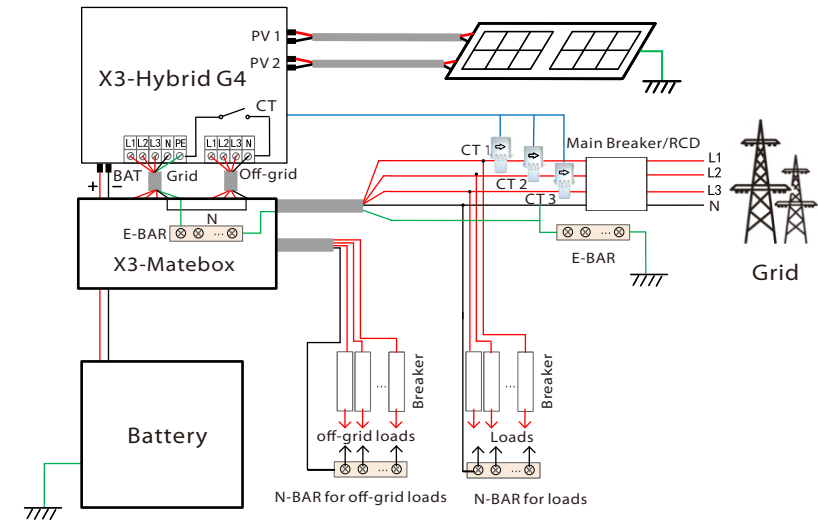 PV 1
PV 2
X3-Hybrid G4
CT
L1 L2 L3 N PE
L1 L2 L3 N
BAT
Grid
Off-grid
+
−
CT 1
CT 2
CT 3
Main Breaker/RCD
L1
L2
L3
N
N
E-BAR
...
X3-Matebox
...
E-BAR
Grid
Battery
...
Breaker
off-grid loads
...
N-BAR for off-grid loads
...
Breaker
Loads
...
N-BAR for loads